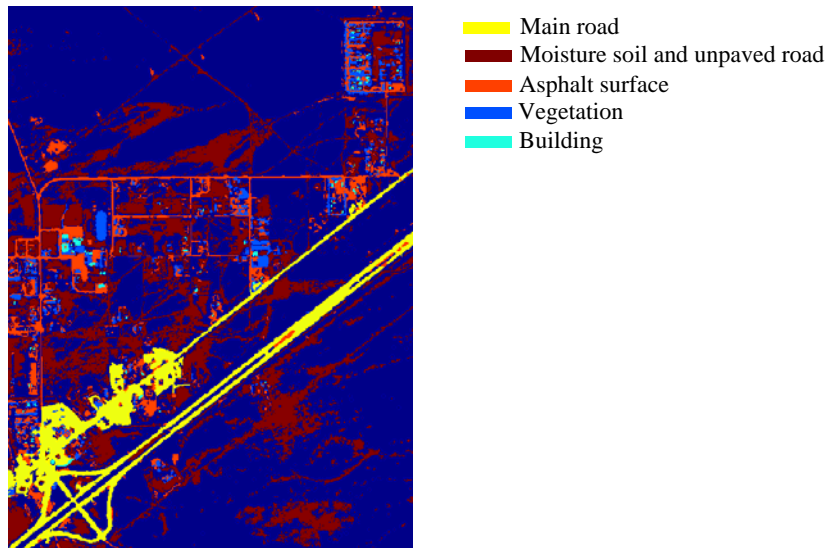 Main road
Moisture soil and unpaved road
Asphalt surface
Vegetation
Building